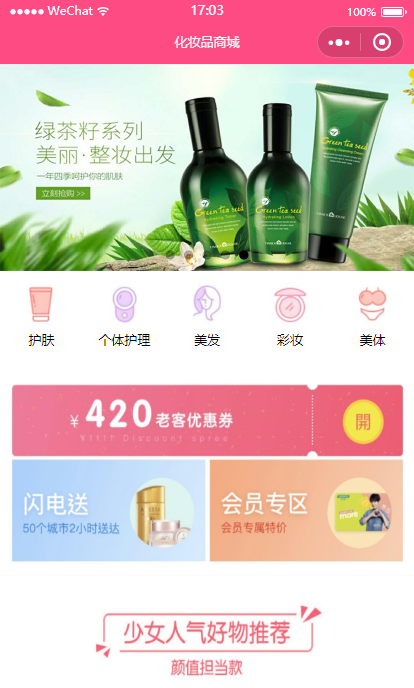 WeChat
17:03
100%
化妆品商城
绿茶籽系列
美丽·整妆出发
一年四季呵护你的肌肤
立刻抢购 >>
Green tea seed
Green tea seed
Green tea seed
护肤
个体护理
美发
彩妆
美体
¥ 420 老客优惠券
開
闪电送
50个城市2小时送达
会员专区
会员专属特价
more
少女人气好物推荐
颜值担当款